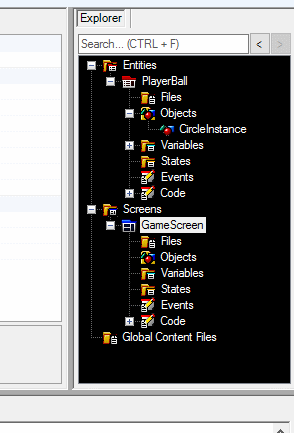 Explorer
Search... (CTRL + F) < >
Entities
PlayerBall
Files
Objects
CircleInstance
Variables
States
Events
Code
Screens
GameScreen
Files
Objects
Variables
States
Events
Code
Global Content Files